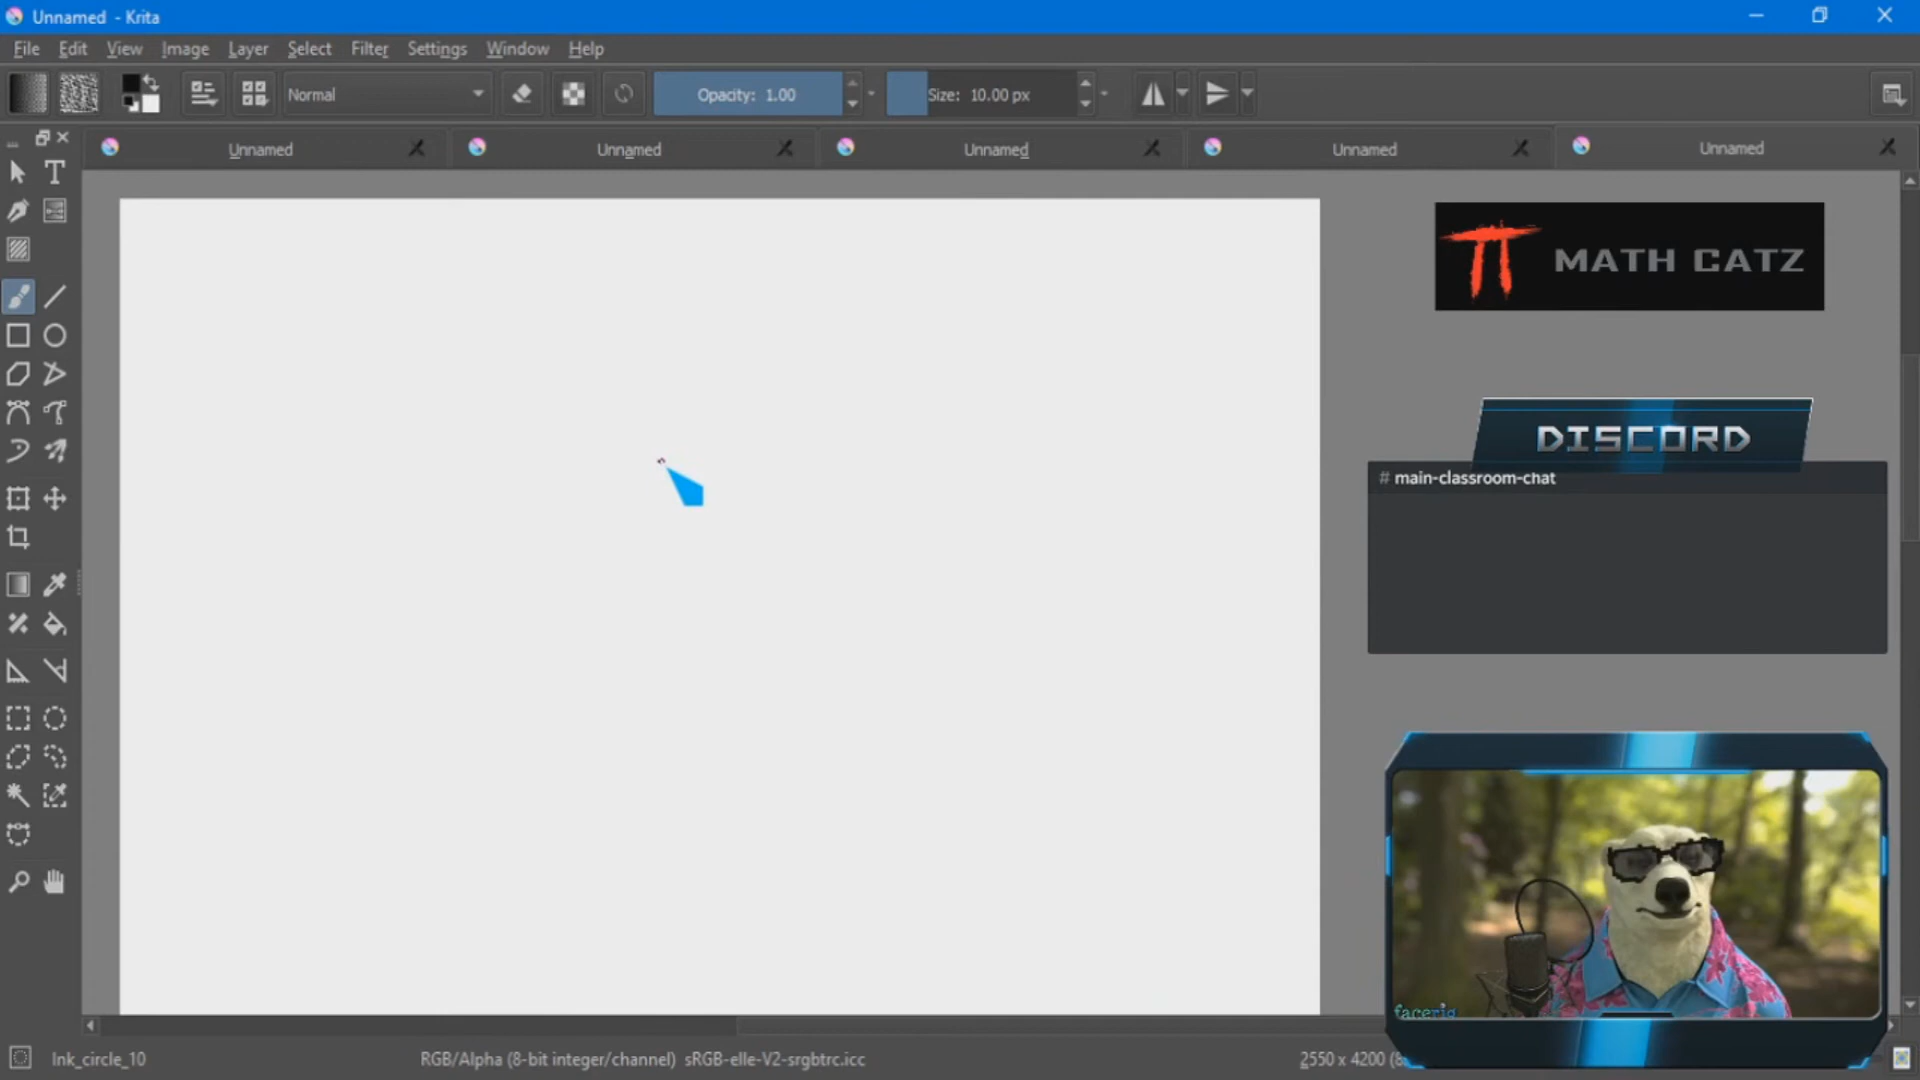 Unnamed - Krita
File Edit View Image Layer Select Filter Settings Window Help
Normal Opacity: 1.00 Size: 10.00 px
Unnamed Unnamed Unnamed Unnamed Unnamed
T
MATH CATZ
DISCORD
# main-classroom-chat
facerig
Ink_circle_10 RGB/Alpha (8-bit integer/channel) sRGB-elle-V2-srgbtrc.icc 2550 x 4200